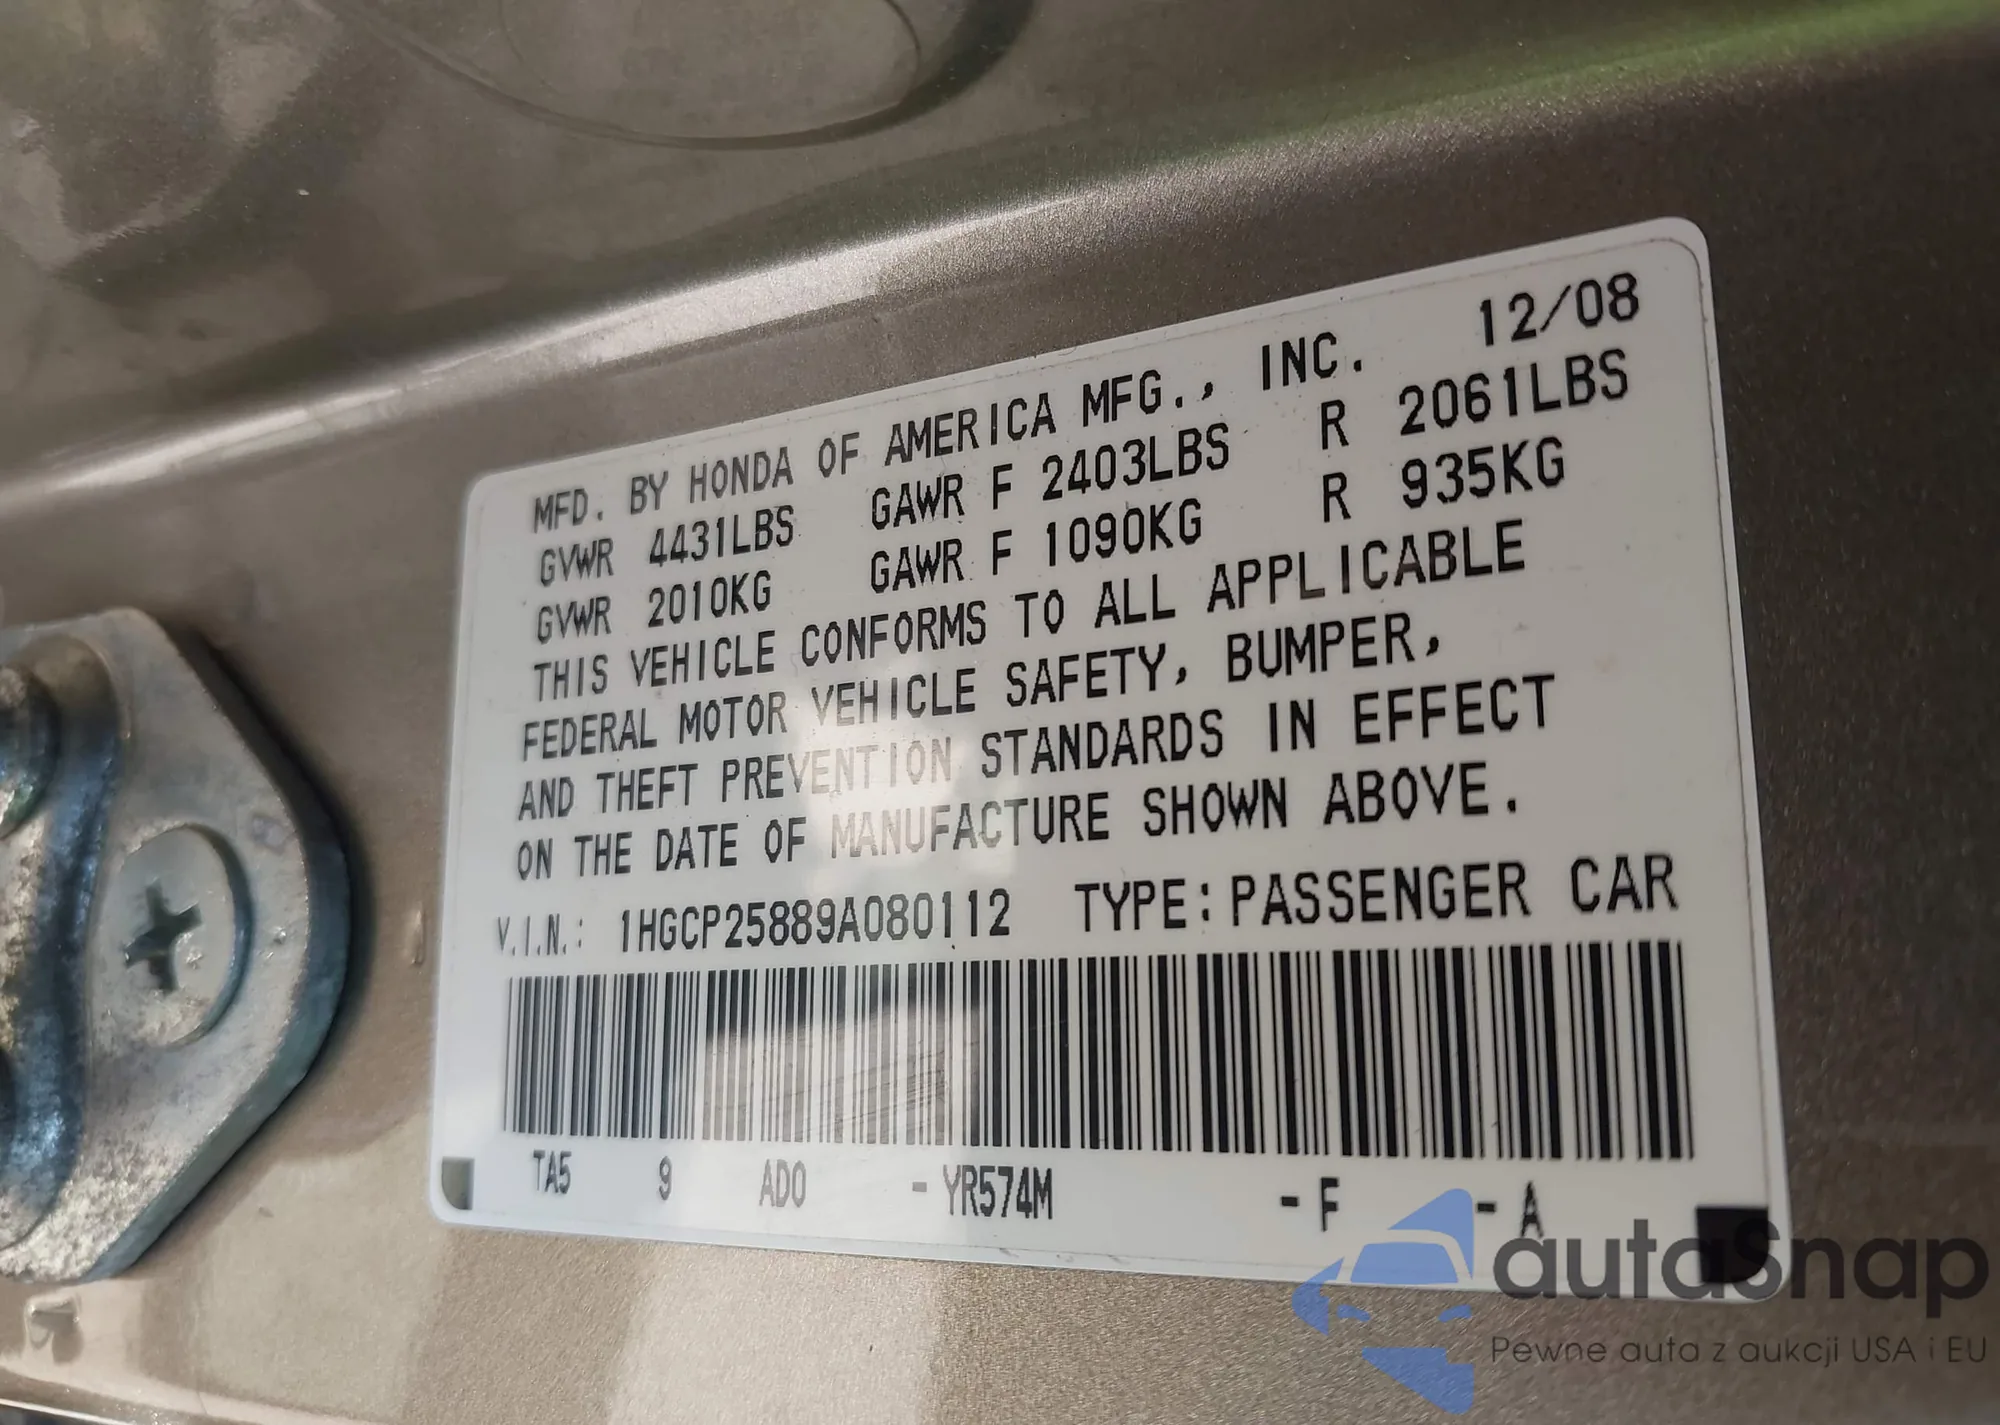 MFD. BY HONDA OF AMERICA MFG., INC. 12/08
GVWR 4431LBS GAWR F 2403LBS R 2061LBS
GVWR 2010KG GAWR F 1090KG R 935KG
THIS VEHICLE CONFORMS TO ALL APPLICABLE
FEDERAL MOTOR VEHICLE SAFETY, BUMPER,
AND THEFT PREVENTION STANDARDS IN EFFECT
ON THE DATE OF MANUFACTURE SHOWN ABOVE.
V.I.N.: 1HGCP25889A080112 TYPE: PASSENGER CAR
TA5 9 AD0 - YR574M - F - A
autaSnap
Pewne auta z aukcji USA i EU